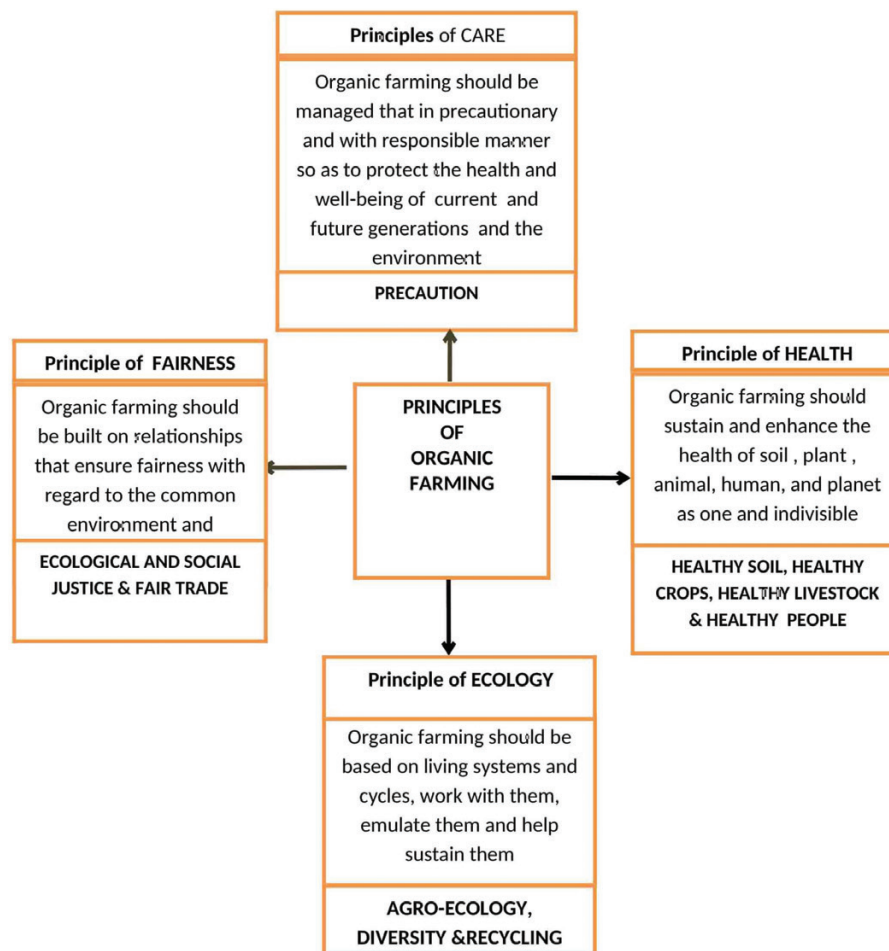 Principles of CARE
Organic farming should be
managed that in precautionary
and with responsible manner
so as to protect the health and
well-being of current and
future generations and the
environment
PRECAUTION
Principle of FAIRNESS
Organic farming should
be built on relationships
that ensure fairness with
regard to the common
environment and
ECOLOGICAL AND SOCIAL
JUSTICE & FAIR TRADE
PRINCIPLES
OF
ORGANIC
FARMING
Principle of HEALTH
Organic farming should
sustain and enhance the
health of soil , plant ,
animal, human, and planet
as one and indivisible
HEALTHY SOIL, HEALTHY
CROPS, HEALTHY LIVESTOCK
& HEALTHY PEOPLE
Principle of ECOLOGY
Organic farming should be
based on living systems and
cycles, work with them,
emulate them and help
sustain them
AGRO-ECOLOGY,
DIVERSITY &RECYCLING